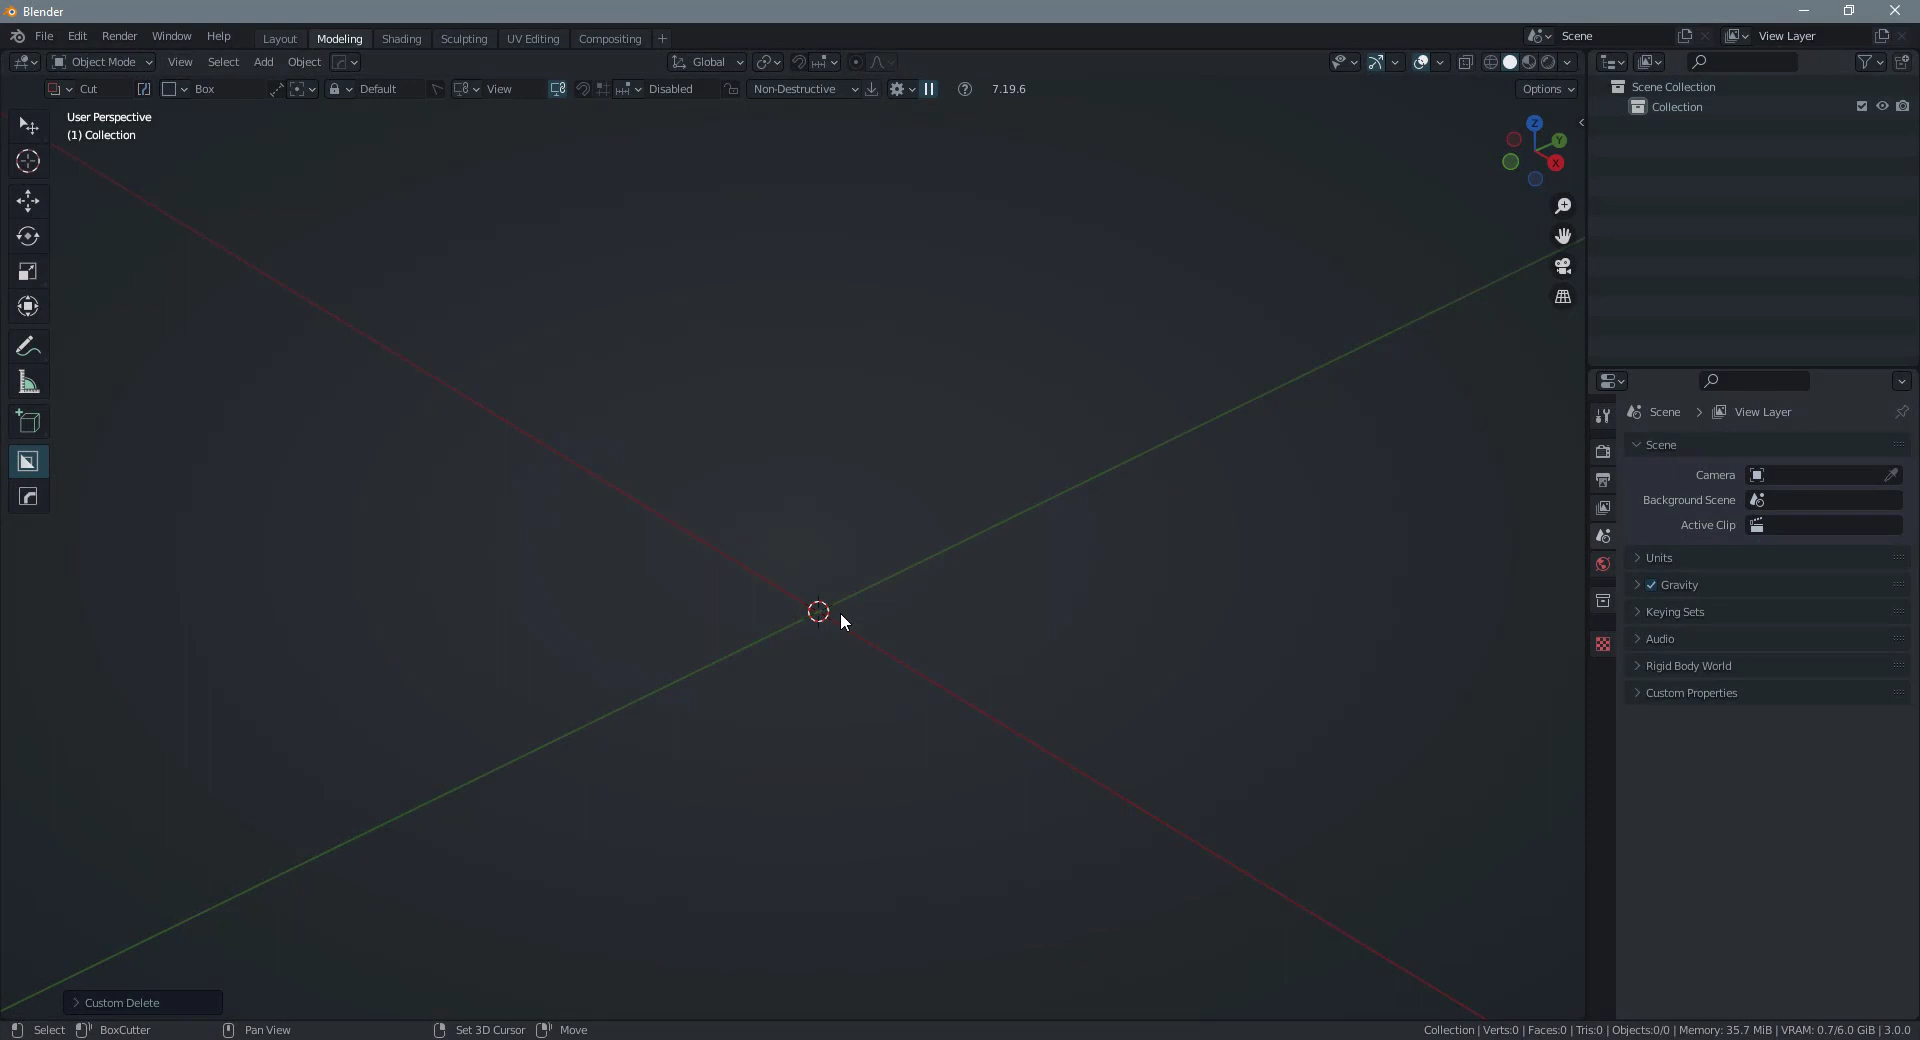 Blender
File Edit Render Window Help Layout Modeling Shading Sculpting UV Editing Compositing + Scene View Layer
Object Mode View Select Add Object Global
Cut Box Default View Disabled Non-Destructive 7.19.6 Options
User Perspective
(1) Collection
Z
Y
X
Scene Collection
Collection
Scene > View Layer
Scene
Camera
Background Scene
Active Clip
Units
Gravity
Keying Sets
Audio
Rigid Body World
Custom Properties
Custom Delete
Select BoxCutter Pan View Set 3D Cursor Move Collection | Verts:0 | Faces:0 | Tris:0 | Objects:0/0 | Memory: 35.7 MiB | VRAM: 0.7/6.0 GiB | 3.0.0